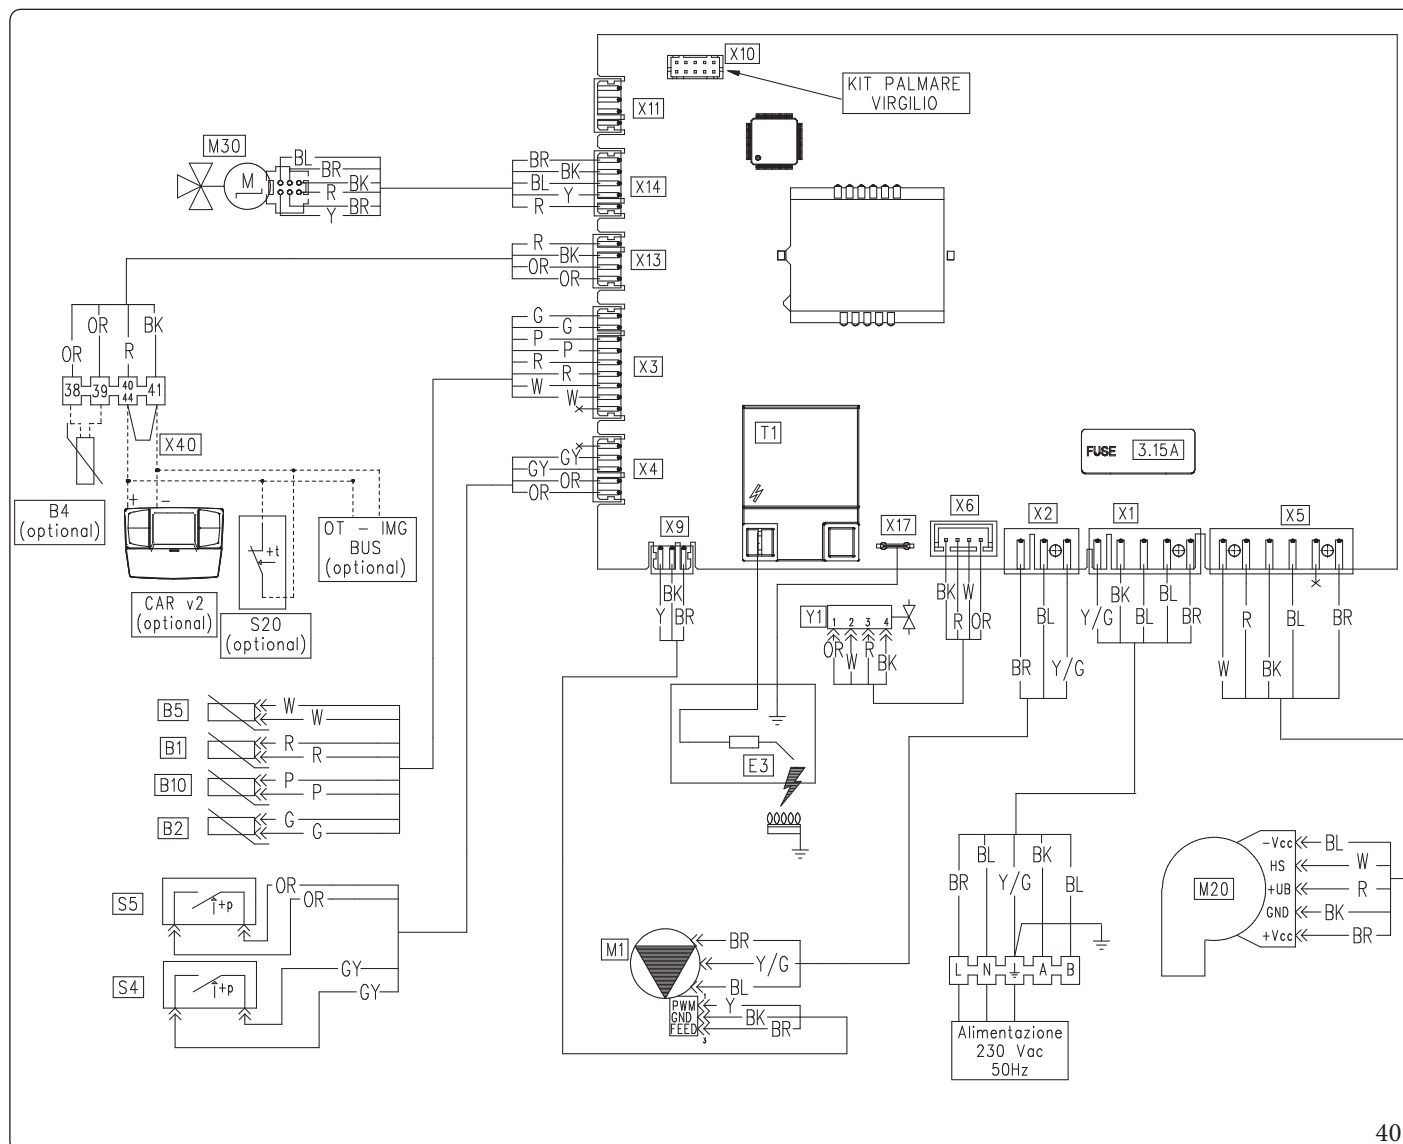 X10
KIT PALMARE
VIRGILIO
X11
M30
M
BL
BR
BK
R
BR
Y
BR
BK
BL
Y
R
X14
R
BK
OR
OR
X13
OR
OR
R
BK
38
39
40
44
41
X40
G
G
P
P
R
R
W
W
X3
GY
GY
OR
OR
X4
B4
(optional)
+
−
CAR v2
(optional)
+t
S20
(optional)
OT − IMG
BUS
(optional)
T1
FUSE 3.15A
X9
X17
X6
X2
X1
X5
Y
BK
BR
Y1
1 2 3 4
OR
W
R
BK
BK
R
W
OR
BR
BL
Y/G
Y/G
BK
BL
BL
BR
W
R
BK
BL
BR
E3
B5
W
W
B1
R
R
B10
P
P
B2
G
G
S5
+p
OR
OR
S4
+p
GY
GY
M1
BR
Y/G
BL
PWM
GND
FEED
1
3
Y
BK
BR
BR
BL
Y/G
BK
BL
L
N
A
B
Alimentazione
230 Vac
50Hz
M20
−Vcc
HS
+UB
GND
+Vcc
BL
W
R
BK
BR
40